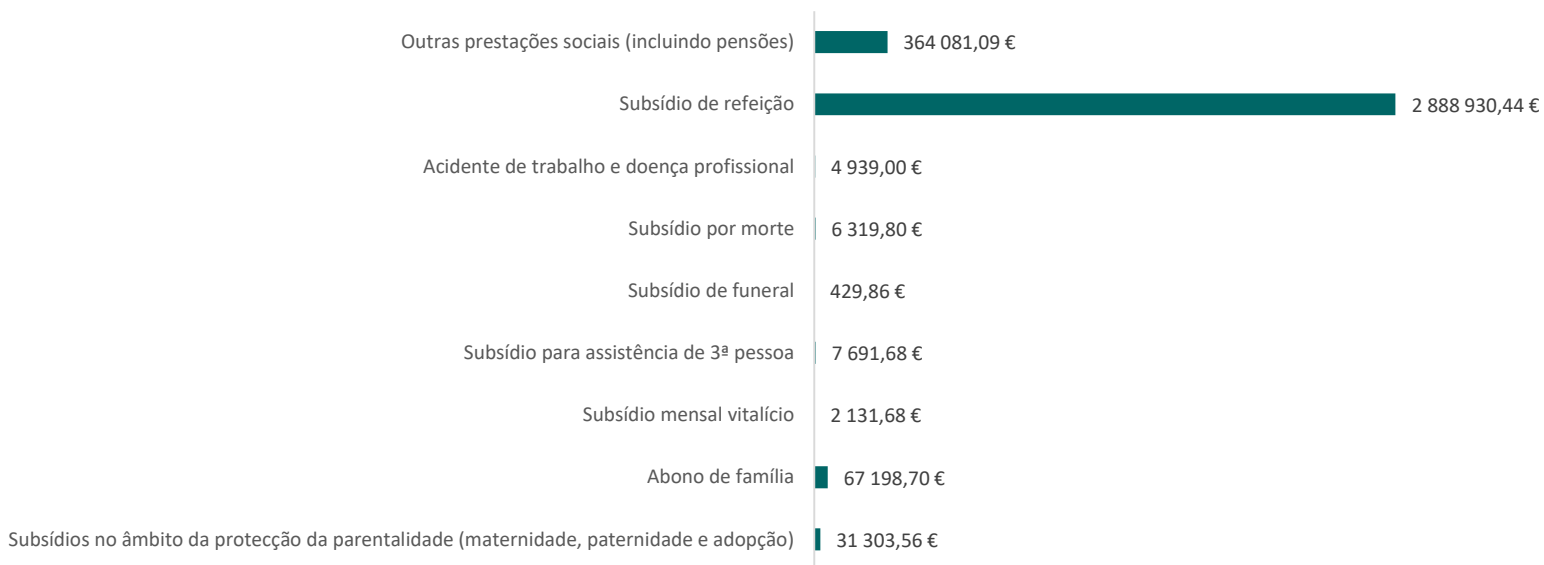 Outras prestações sociais (incluindo pensões) 364 081,09 €
Subsídio de refeição 2 888 930,44 €
Acidente de trabalho e doença profissional 4 939,00 €
Subsídio por morte 6 319,80 €
Subsídio de funeral 429,86 €
Subsídio para assistência de 3ª pessoa 7 691,68 €
Subsídio mensal vitalício 2 131,68 €
Abono de família 67 198,70 €
Subsídios no âmbito da protecção da parentalidade (maternidade, paternidade e adopção) 31 303,56 €